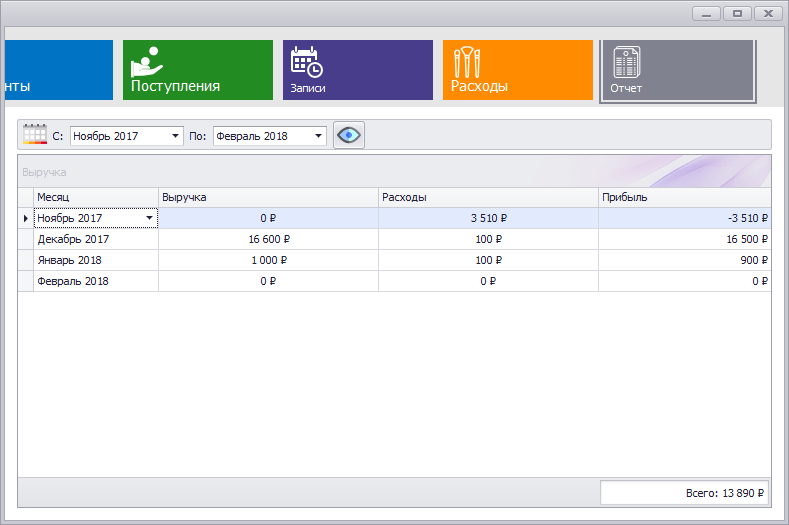 нты
Поступления
Записи
Расходы
Отчет
С: Ноябрь 2017 По: Февраль 2018
Выручка
Месяц Выручка Расходы Прибыль
Ноябрь 2017 0 ₽ 3 510 ₽ -3 510 ₽
Декабрь 2017 16 600 ₽ 100 ₽ 16 500 ₽
Январь 2018 1 000 ₽ 100 ₽ 900 ₽
Февраль 2018 0 ₽ 0 ₽ 0 ₽
Всего: 13 890 ₽